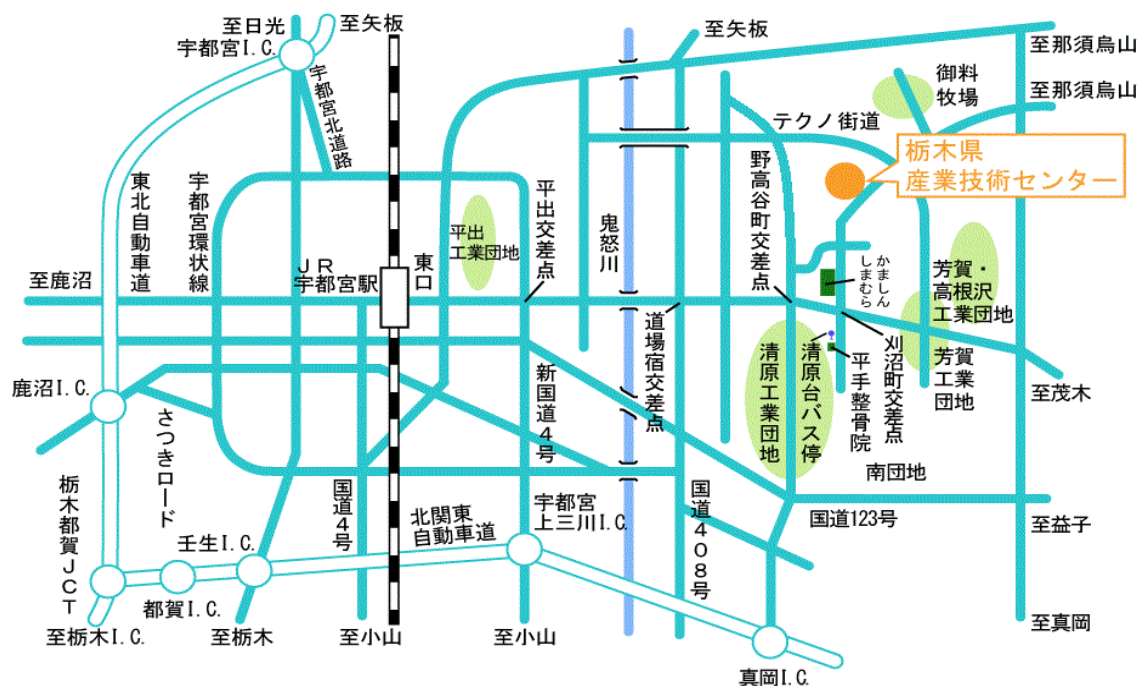 至日光
至矢板
宇都宮I.C.
至矢板
至那須烏山
御料
牧場
至那須烏山
宇都宮北道路
テクノ街道
栃木県
産業技術センター
東北自動車道
宇都宮環状線
平出
工業団地
平出交差点
鬼怒川
野高谷町交差点
至鹿沼
JR
宇都宮駅
東口
かましん
しまむら
芳賀・
高根沢
工業団地
道場宿交差点
清原工業団地
清原台バス停
平手整骨院
刈沼町交差点
芳賀
工業
団地
至茂木
鹿沼I.C.
さつきロード
新国道4号
南団地
栃木都賀JCT
国道4号
北関東
自動車道
宇都宮
上三川I.C.
国道408号
国道123号
至益子
壬生I.C.
都賀I.C.
至栃木I.C.
至栃木
至小山
至小山
真岡I.C.
至真岡